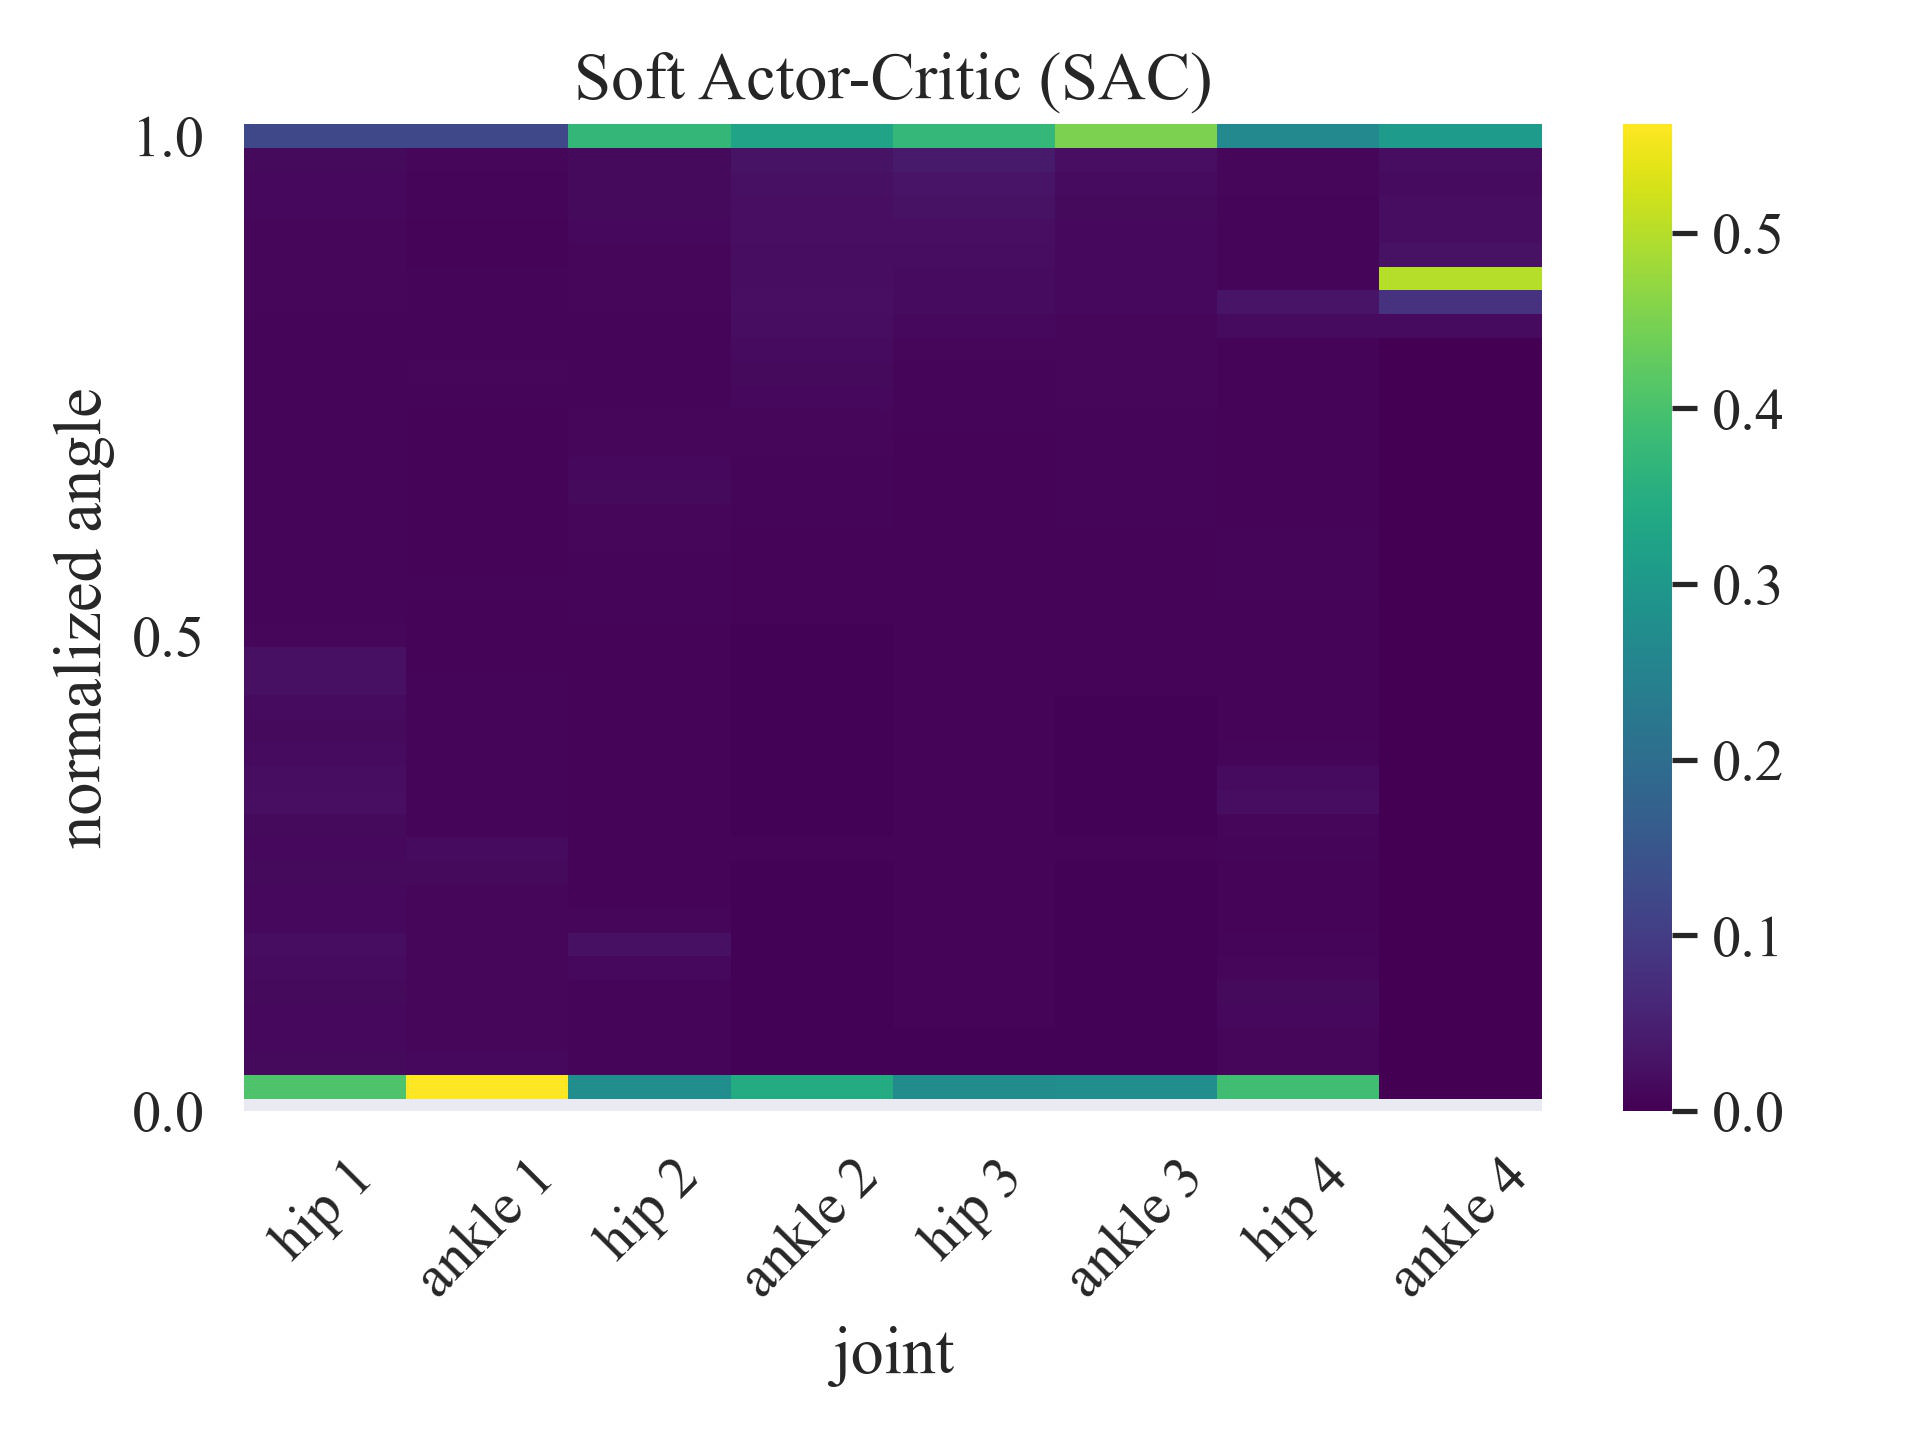 Soft Actor-Critic (SAC)
1.0
0.5
0.0
normalized angle
0.5
0.4
0.3
0.2
0.1
0.0
hip 1
ankle 1
hip 2
ankle 2
hip 3
ankle 3
hip 4
ankle 4
joint